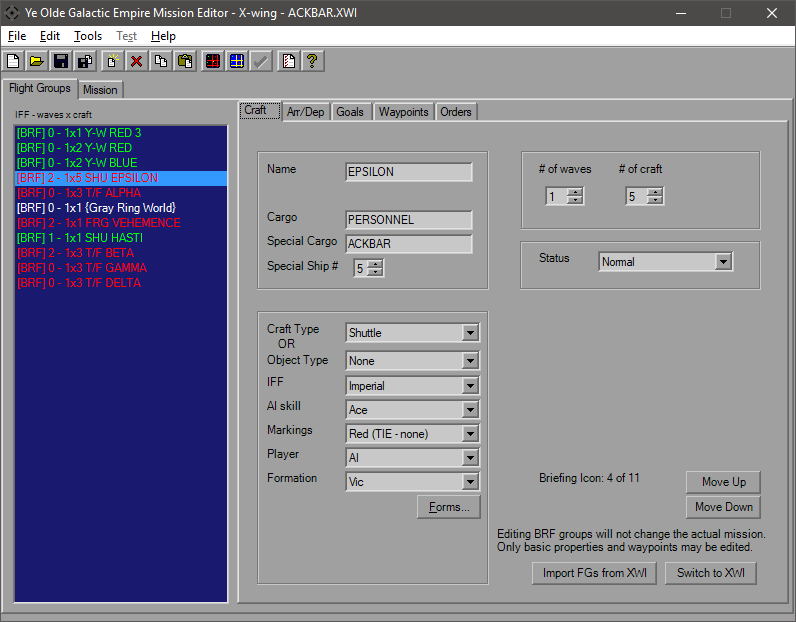 Ye Olde Galactic Empire Mission Editor - X-wing - ACKBAR.XWI
File Edit Tools Test Help
Flight Groups Mission
IFF - waves x craft
[BRF] 0 - 1x1 Y-W RED 3
[BRF] 0 - 1x2 Y-W RED
[BRF] 0 - 1x2 Y-W BLUE
[BRF] 2 - 1x5 SHU EPSILON
[BRF] 0 - 1x3 T/F ALPHA
[BRF] 0 - 1x1 {Gray Ring World}
[BRF] 2 - 1x1 FRG VEHEMENCE
[BRF] 1 - 1x1 SHU HASTI
[BRF] 2 - 1x3 T/F BETA
[BRF] 0 - 1x3 T/F GAMMA
[BRF] 0 - 1x3 T/F DELTA
Craft Arr/Dep Goals Waypoints Orders
Name EPSILON
Cargo PERSONNEL
Special Cargo ACKBAR
Special Ship # 5
# of waves # of craft
1 5
Status Normal
Craft Type Shuttle
OR
Object Type None
IFF Imperial
AI skill Ace
Markings Red (TIE - none)
Player AI
Formation Vic
Forms...
Briefing Icon: 4 of 11
Move Up
Move Down
Editing BRF groups will not change the actual mission.
Only basic properties and waypoints may be edited.
Import FGs from XWI Switch to XWI